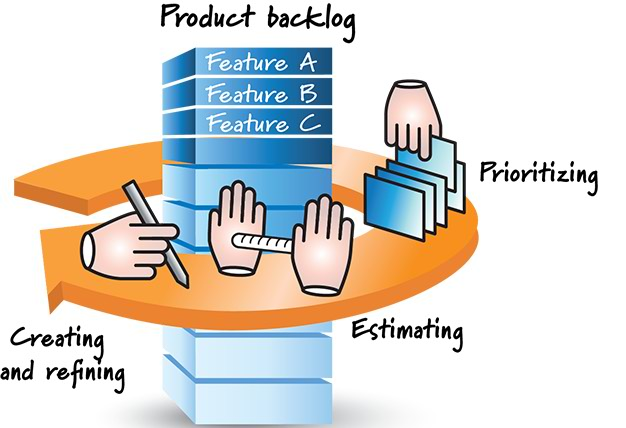 Product backlog
Feature A
Feature B
Feature C
Prioritizing
Estimating
Creating
and refining